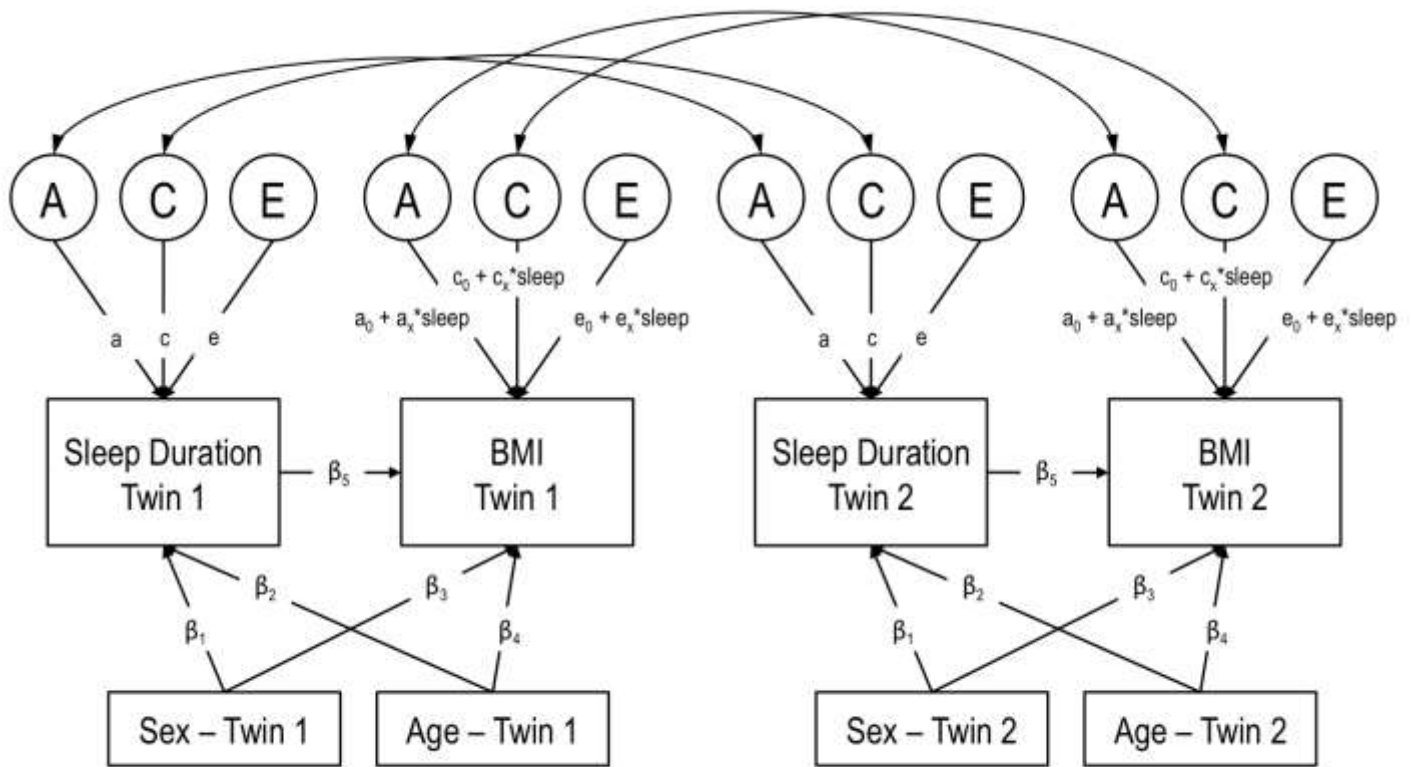 A C E A C E A C E A C E
c₀ + cₓ*sleep c₀ + cₓ*sleep
a₀ + aₓ*sleep e₀ + eₓ*sleep a₀ + aₓ*sleep e₀ + eₓ*sleep
a c e a c e
Sleep Duration
Twin 1
β₅
BMI
Twin 1
Sleep Duration
Twin 2
β₅
BMI
Twin 2
β₂ β₃ β₂ β₃
β₁ β₄ β₁ β₄
Sex – Twin 1 Age – Twin 1 Sex – Twin 2 Age – Twin 2